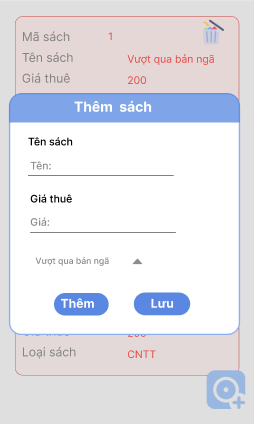 Mã sách 1
Tên sách Vượt qua bản ngã
Giá thuê 200
Thêm sách
Tên sách
Tên:
Giá thuê
Giá:
Vượt qua bản ngã
Thêm Lưu
Loại sách CNTT